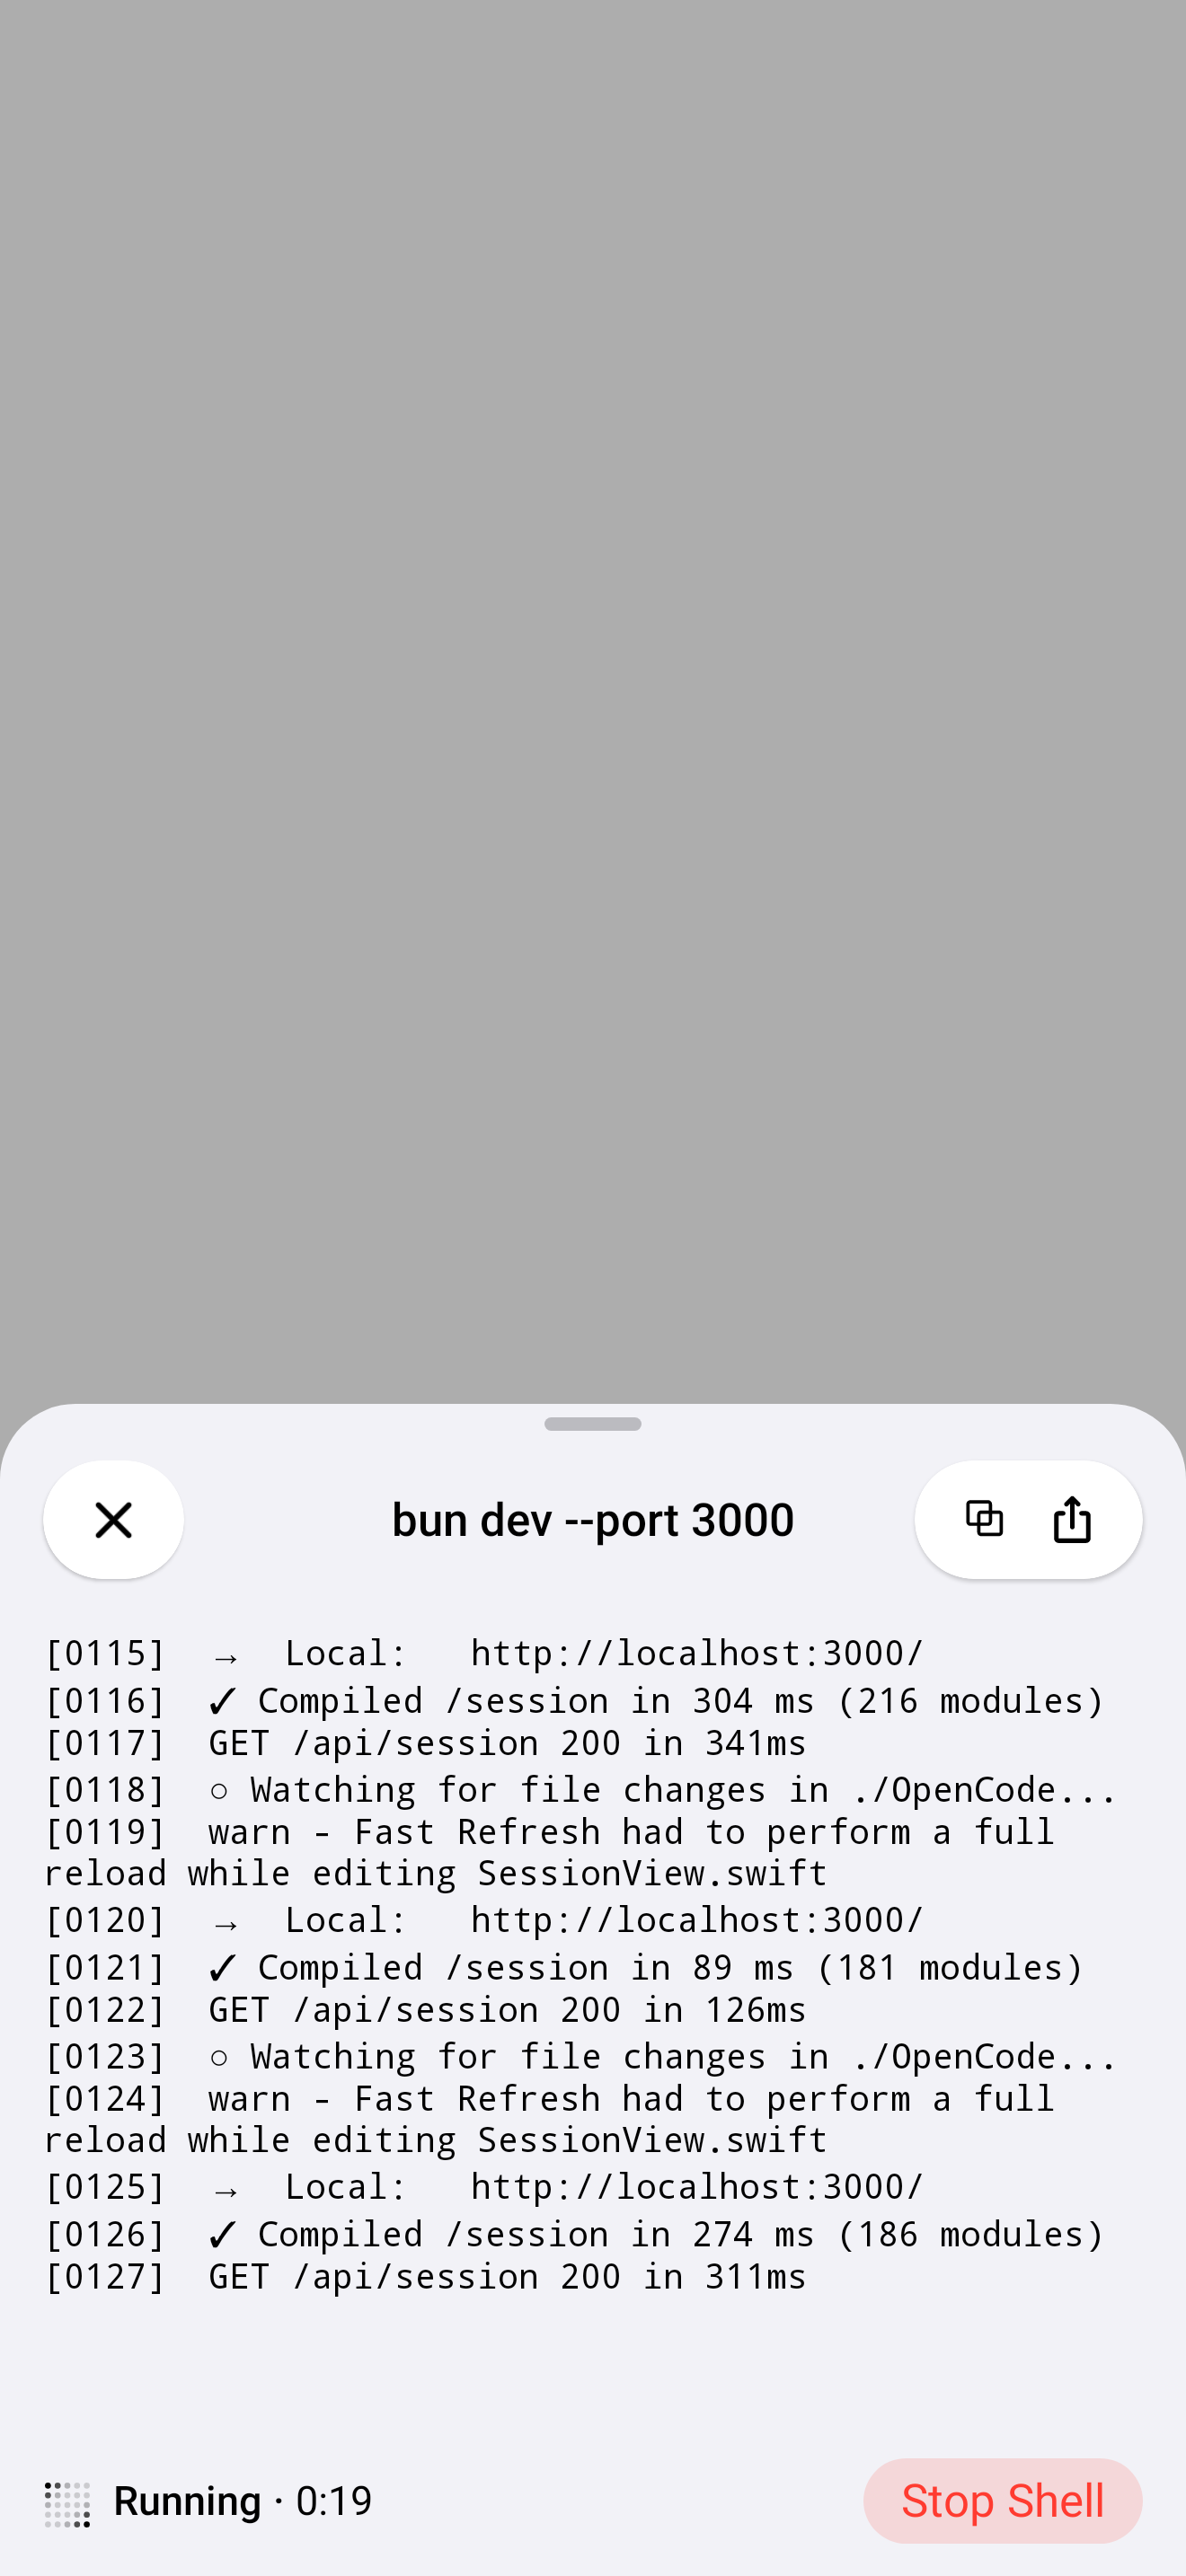 bun dev --port 3000
[0115]  →  Local:   http://localhost:3000/
[0116]  ✓ Compiled /session in 304 ms (216 modules)
[0117]  GET /api/session 200 in 341ms
[0118]  ○ Watching for file changes in ./OpenCode...
[0119]  warn - Fast Refresh had to perform a full
reload while editing SessionView.swift
[0120]  →  Local:   http://localhost:3000/
[0121]  ✓ Compiled /session in 89 ms (181 modules)
[0122]  GET /api/session 200 in 126ms
[0123]  ○ Watching for file changes in ./OpenCode...
[0124]  warn - Fast Refresh had to perform a full
reload while editing SessionView.swift
[0125]  →  Local:   http://localhost:3000/
[0126]  ✓ Compiled /session in 274 ms (186 modules)
[0127]  GET /api/session 200 in 311ms
Running · 0:19
Stop Shell